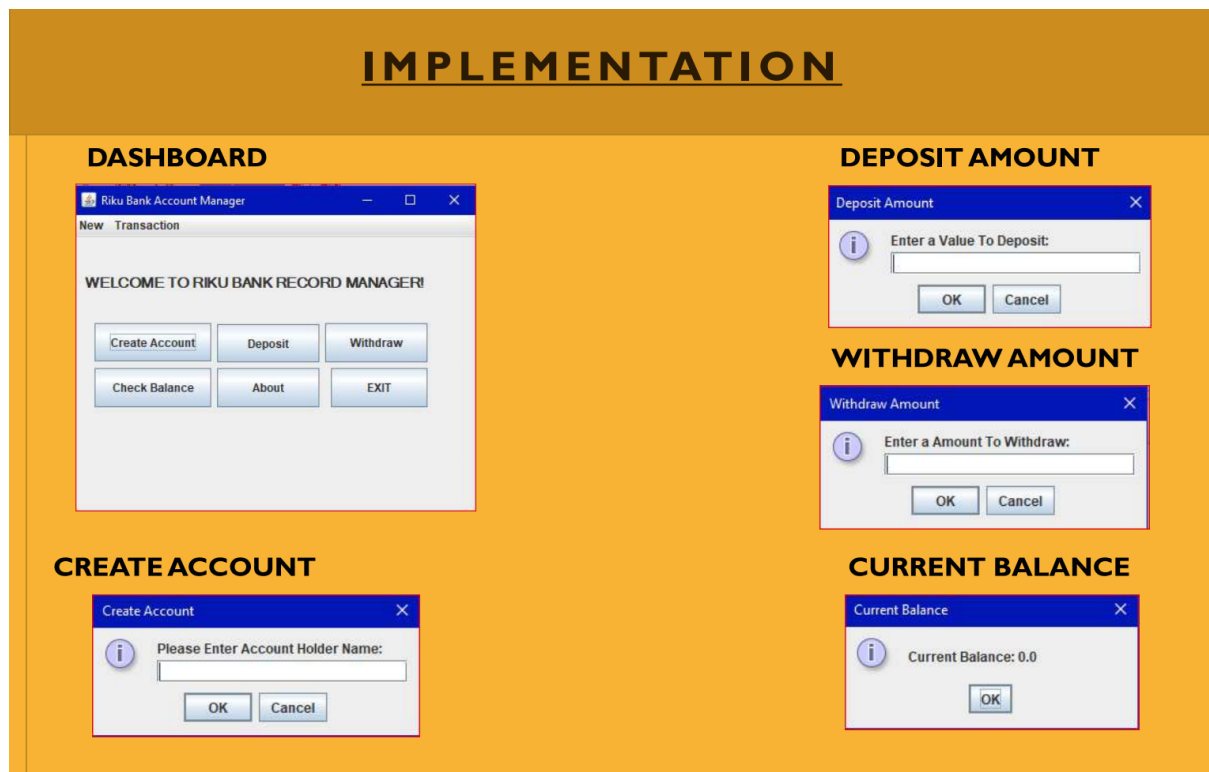 IMPLEMENTATION
DASHBOARD
Riku Bank Account Manager
New Transaction
WELCOME TO RIKU BANK RECORD MANAGER!
Create Account Deposit Withdraw
Check Balance About EXIT
CREATE ACCOUNT
Create Account
Please Enter Account Holder Name:
OK Cancel
DEPOSIT AMOUNT
Deposit Amount
Enter a Value To Deposit:
OK Cancel
WITHDRAW AMOUNT
Withdraw Amount
Enter a Amount To Withdraw:
OK Cancel
CURRENT BALANCE
Current Balance
Current Balance: 0.0
OK